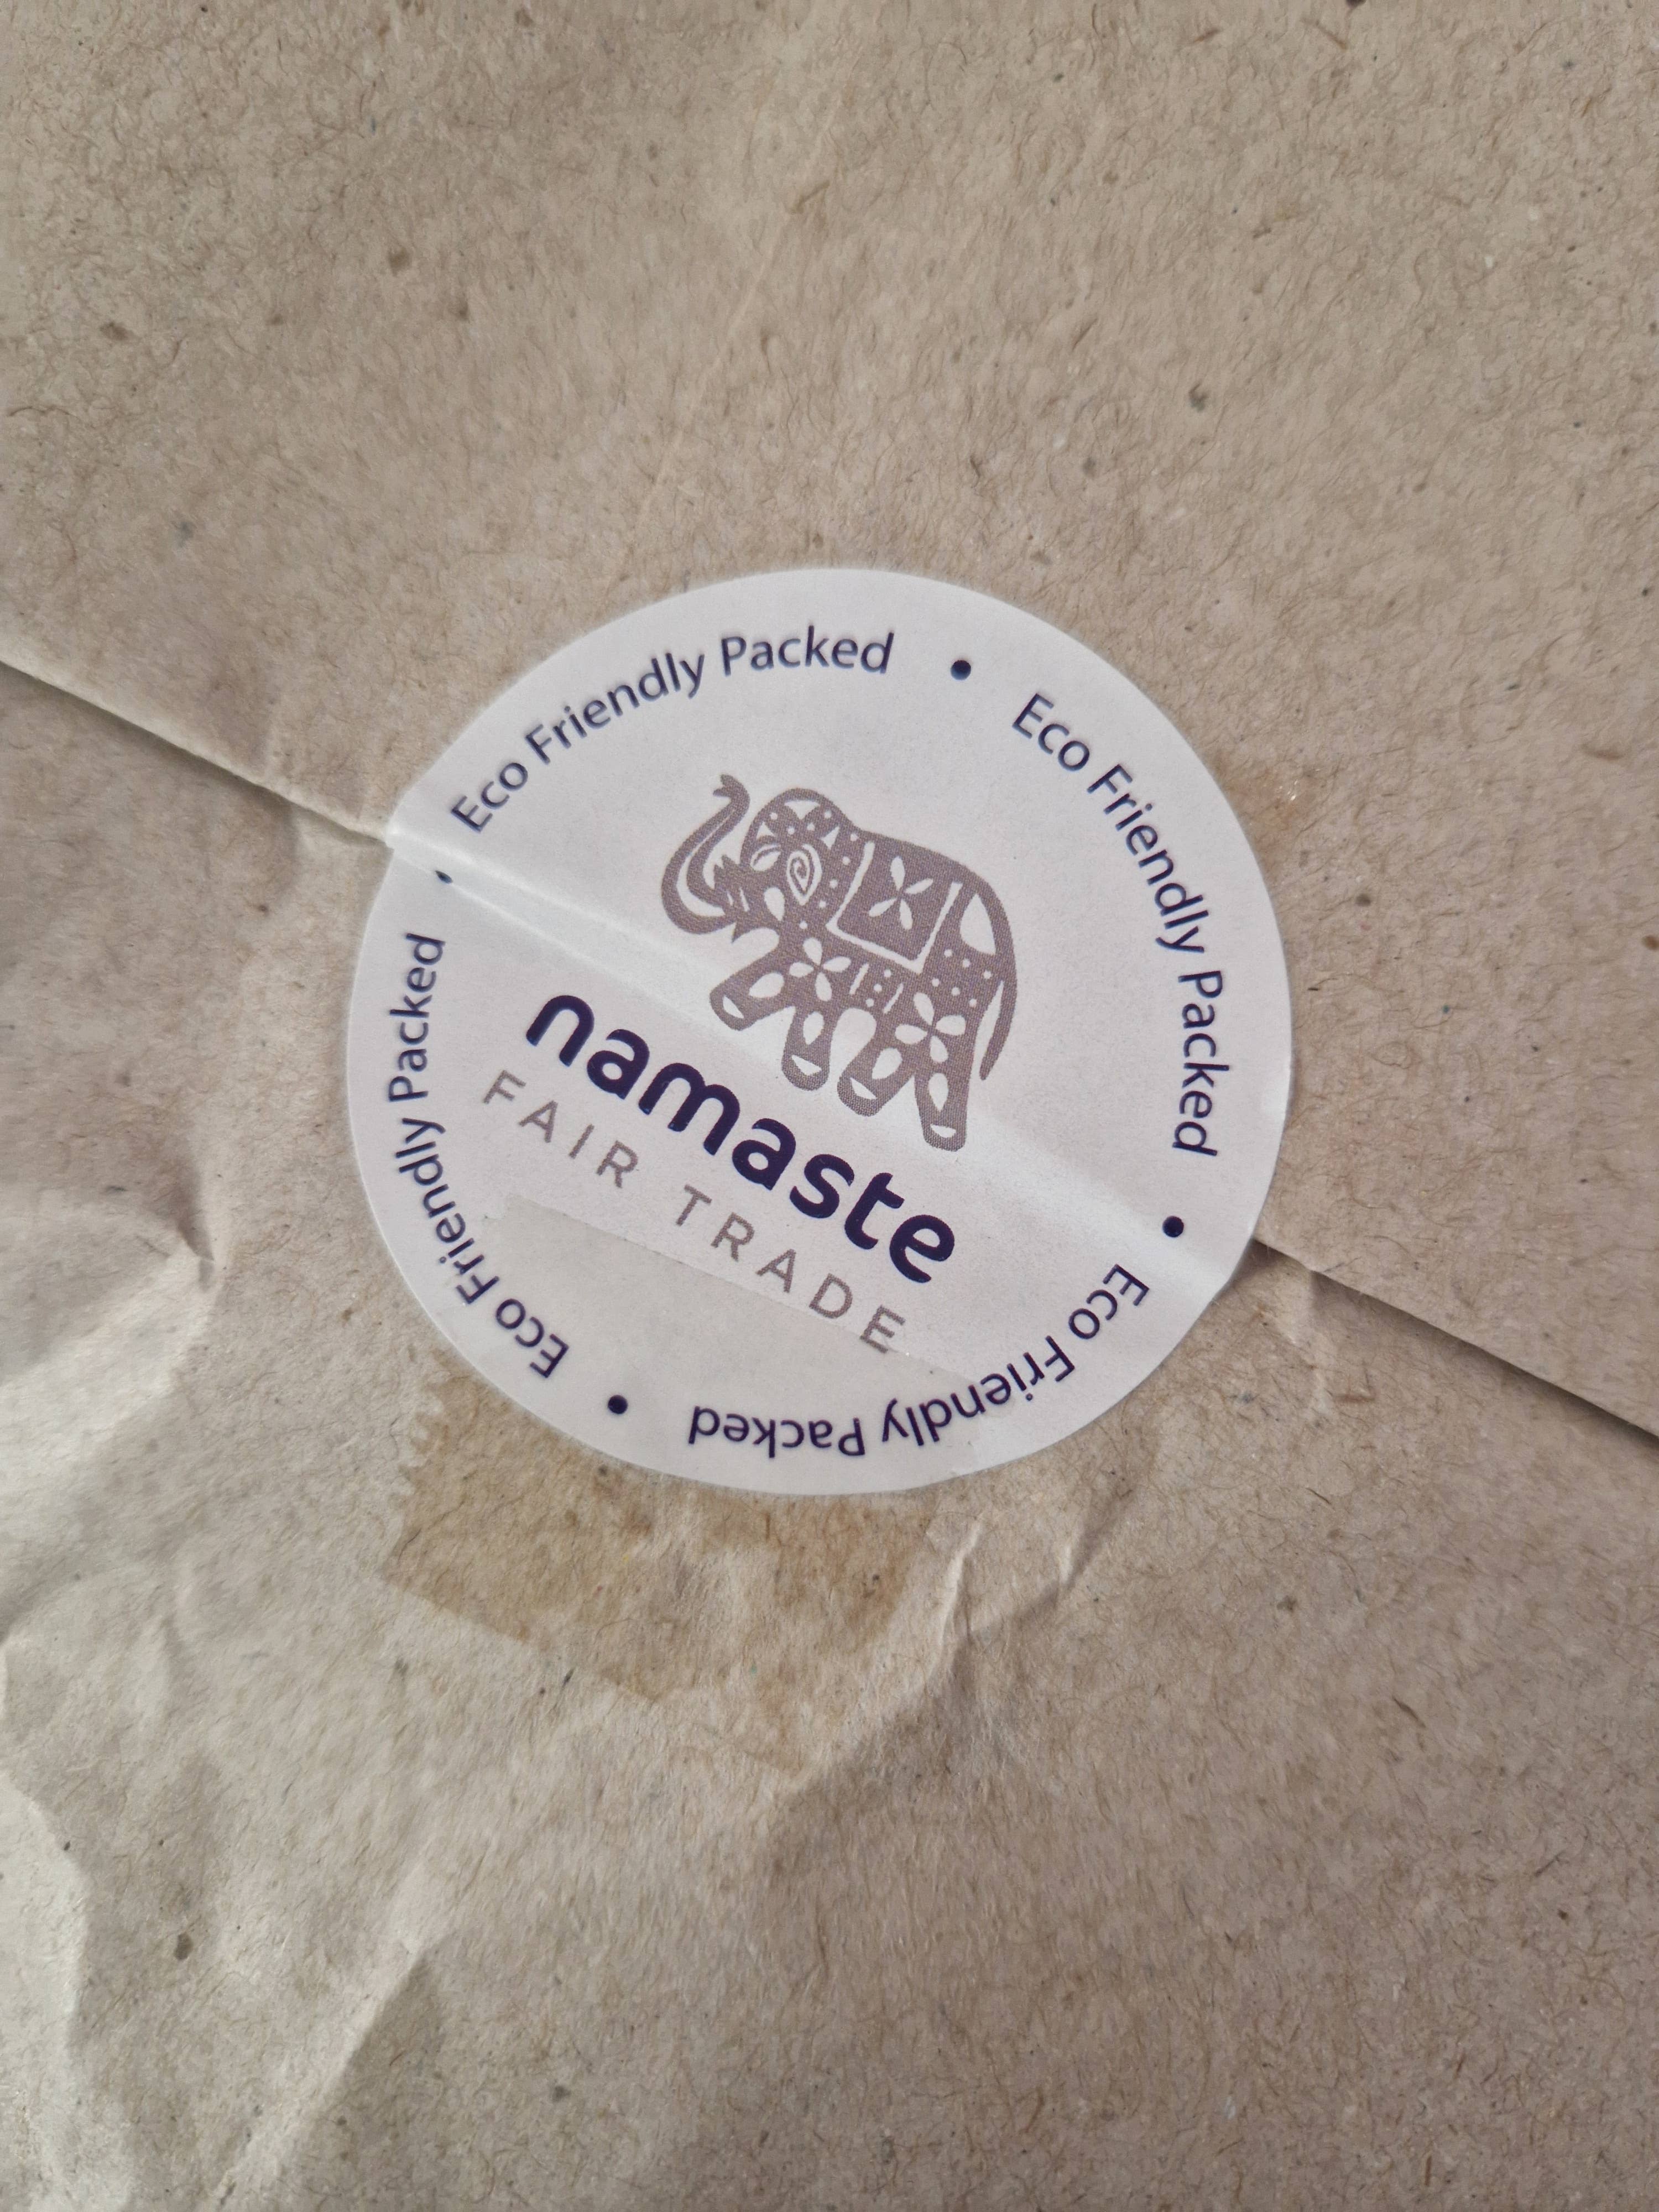 Eco Friendly Packed • Eco Friendly Packed • Eco Friendly Packed • Eco Friendly Packed •
namaste
FAIR TRADE